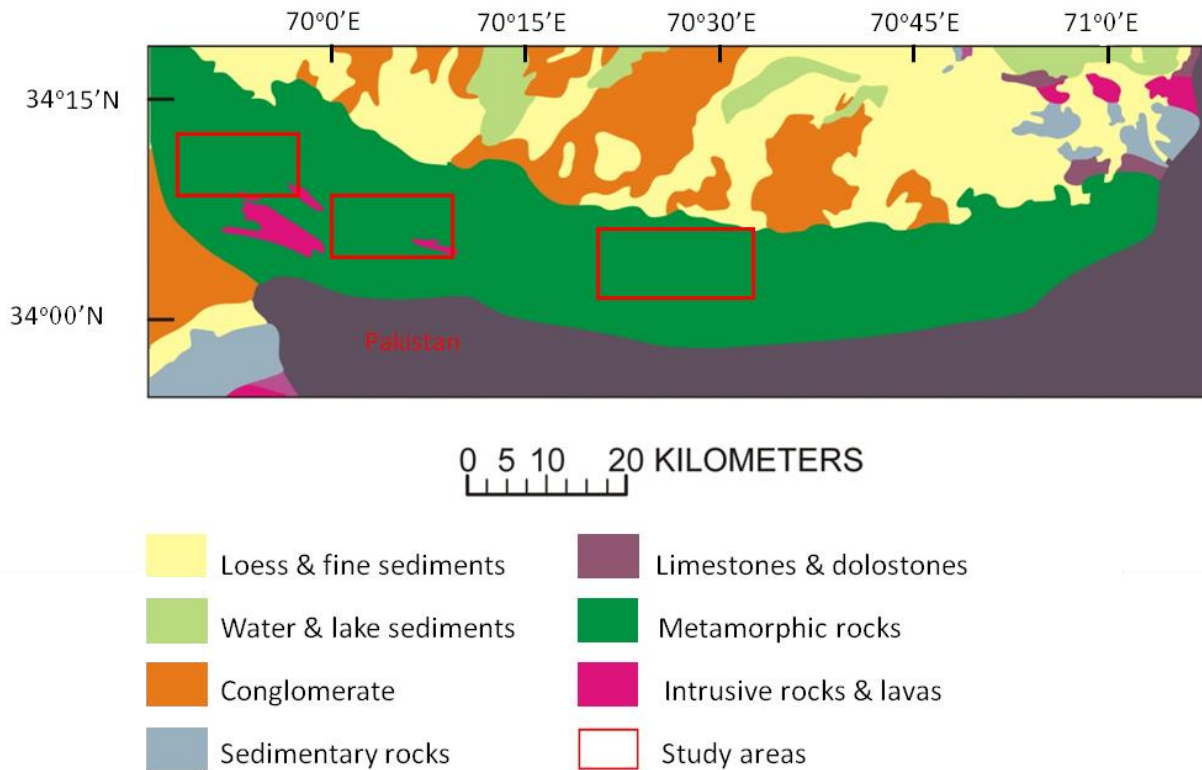 70°0’E 70°15’E 70°30’E 70°45’E 71°0’E
34°15’N
34°00’N
Pakistan
0 5 10 20 KILOMETERS
Loess & fine sediments
Limestones & dolostones
Water & lake sediments
Metamorphic rocks
Conglomerate
Intrusive rocks & lavas
Sedimentary rocks
Study areas